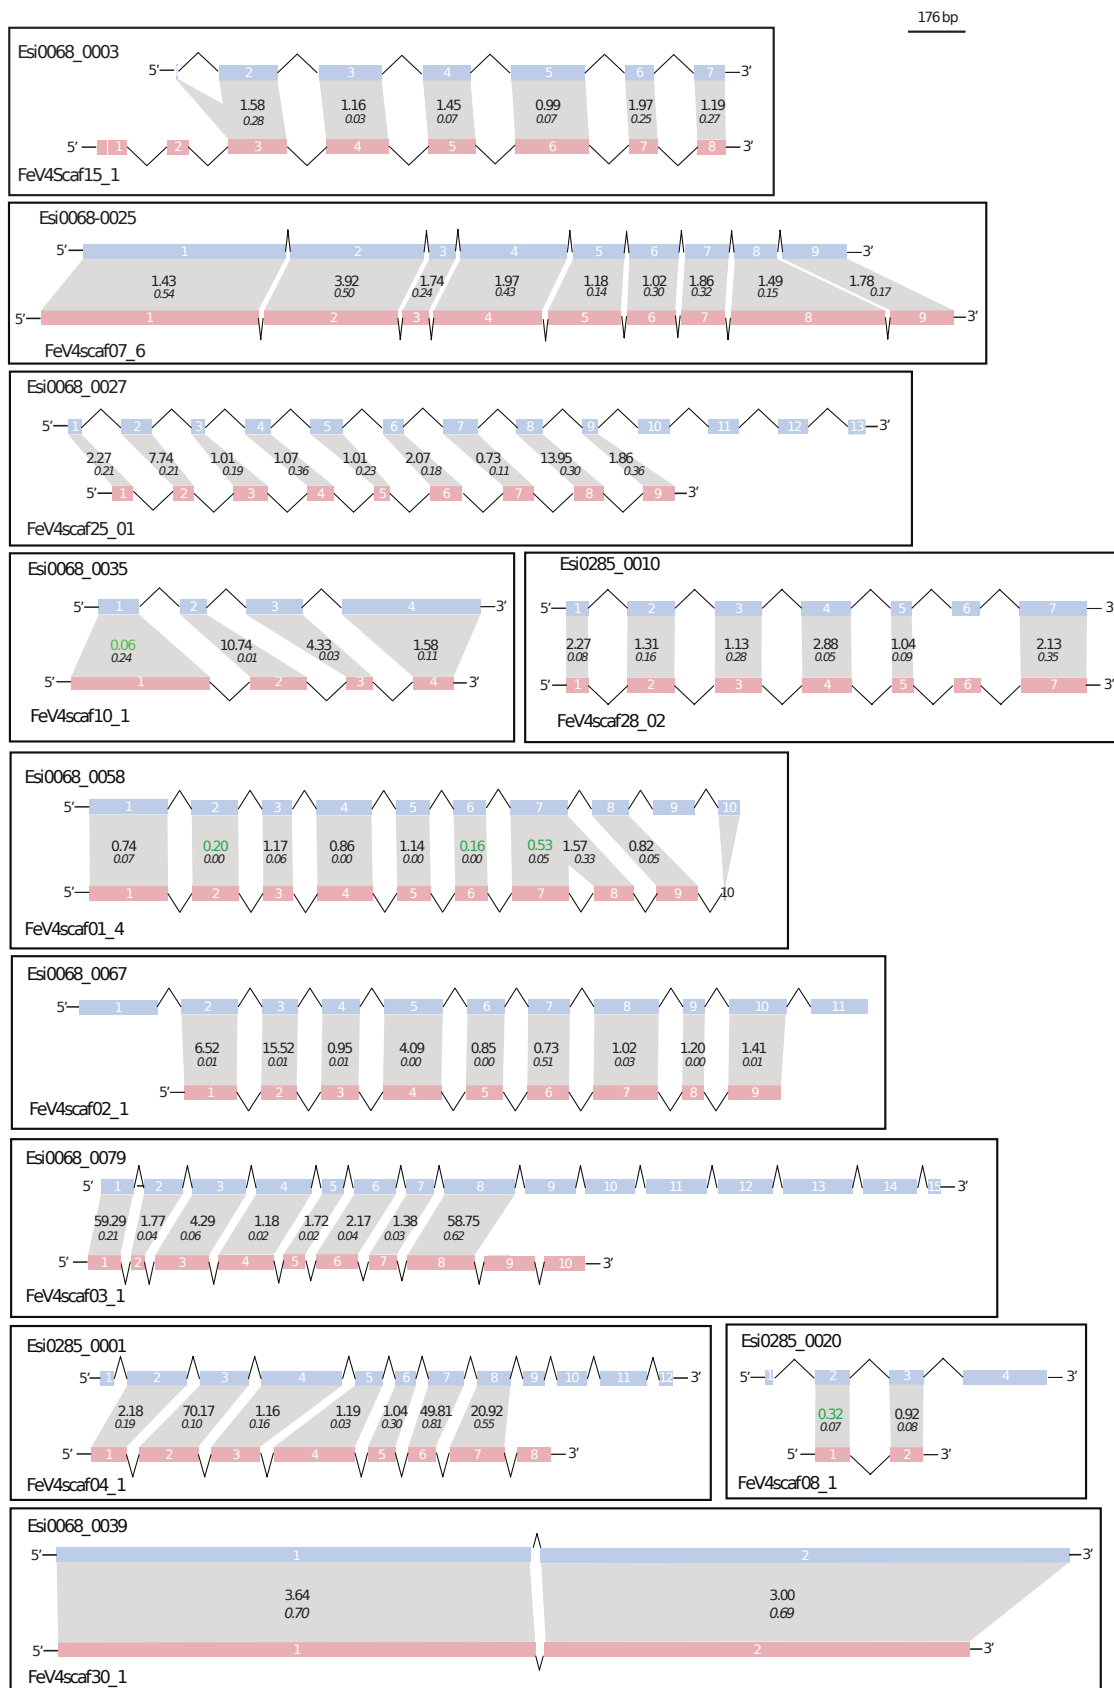 176 bp
Esi0068_0003
5’ 2 3 4 5 6 7 3’
1.58 1.16 1.45 0.99 1.97 1.19
0.28 0.03 0.07 0.07 0.25 0.27
5’ 1 2 3 4 5 6 7 8 3’
FeV4Scaf15_1
Esi0068-0025
5’ 1 2 3 4 5 6 7 8 9 3’
1.43 3.92 1.74 1.97 1.18 1.02 1.86 1.49 1.78
0.54 0.50 0.24 0.43 0.14 0.30 0.32 0.15 0.17
5’ 1 2 3 4 5 6 7 8 9 3’
FeV4scaf07_6
Esi0068_0027
5’ 1 2 3 4 5 6 7 8 9 10 11 12 13 3’
2.27 7.74 1.01 1.07 1.01 2.07 0.73 13.95 1.86
0.21 0.21 0.19 0.36 0.23 0.18 0.11 0.30 0.36
5’ 1 2 3 4 5 6 7 8 9 3’
FeV4scaf25_01
Esi0068_0035
5’ 1 2 3 4 3’
0.06 10.74 4.33 1.58
0.24 0.01 0.03 0.11
5’ 1 2 3 4 3’
FeV4scaf10_1
Esi0285_0010
5’ 1 2 3 4 5 6 7 3’
2.27 1.31 1.13 2.88 1.04 2.13
0.08 0.16 0.28 0.05 0.09 0.35
5’ 1 2 3 4 5 6 7 3’
FeV4scaf28_02
Esi0068_0058
5’ 1 2 3 4 5 6 7 8 9 10
0.74 0.20 1.17 0.86 1.14 0.16 0.53 1.57 0.82
0.07 0.00 0.06 0.00 0.00 0.00 0.05 0.33 0.05
5’ 1 2 3 4 5 6 7 8 9 10
FeV4scaf01_4
Esi0068_0067
5’ 1 2 3 4 5 6 7 8 9 10 11
6.52 15.52 0.95 4.09 0.85 0.73 1.02 1.20 1.41
0.01 0.01 0.01 0.00 0.00 0.51 0.03 0.00 0.01
5’ 1 2 3 4 5 6 7 8 9
FeV4scaf02_1
Esi0068_0079
5’ 1 2 3 4 5 6 7 8 9 10 11 12 13 14 15 3’
59.29 1.77 4.29 1.18 1.72 2.17 1.38 58.75
0.21 0.04 0.06 0.02 0.02 0.04 0.03 0.62
5’ 1 2 3 4 5 6 7 8 9 10 3’
FeV4scaf03_1
Esi0285_0001
5’ 1 2 3 4 5 6 7 8 9 10 11 12 3’
2.18 70.17 1.16 1.19 1.04 49.81 20.92
0.19 0.10 0.16 0.03 0.30 0.81 0.55
5’ 1 2 3 4 5 6 7 8 3’
FeV4scaf04_1
Esi0285_0020
5’ 1 2 3 4 3’
0.32 0.92
0.07 0.08
5’ 1 2 3’
FeV4scaf08_1
Esi0068_0039
5’ 1 2 3’
3.64 3.00
0.70 0.69
5’ 1 2 3’
FeV4scaf30_1